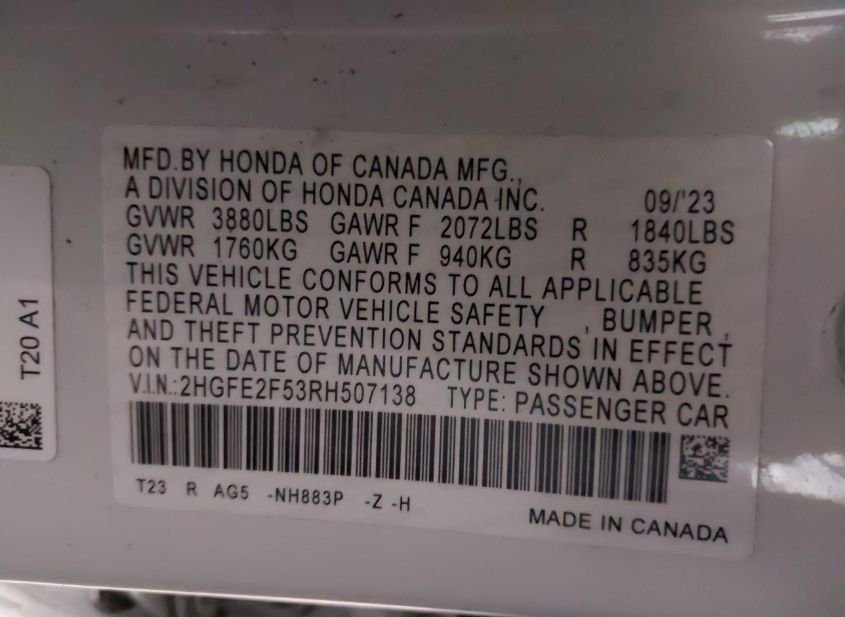 MFD.BY HONDA OF CANADA MFG.,
A DIVISION OF HONDA CANADA INC. 09/'23
GVWR 3880LBS GAWR F 2072LBS R 1840LBS
GVWR 1760KG GAWR F 940KG R 835KG
THIS VEHICLE CONFORMS TO ALL APPLICABLE
FEDERAL MOTOR VEHICLE SAFETY , BUMPER ,
AND THEFT PREVENTION STANDARDS IN EFFECT
ON THE DATE OF MANUFACTURE SHOWN ABOVE.
V.I.N.:2HGFE2F53RH507138 TYPE: PASSENGER CAR
T23 R AG5 -NH883P -Z -H
MADE IN CANADA
T20 A1